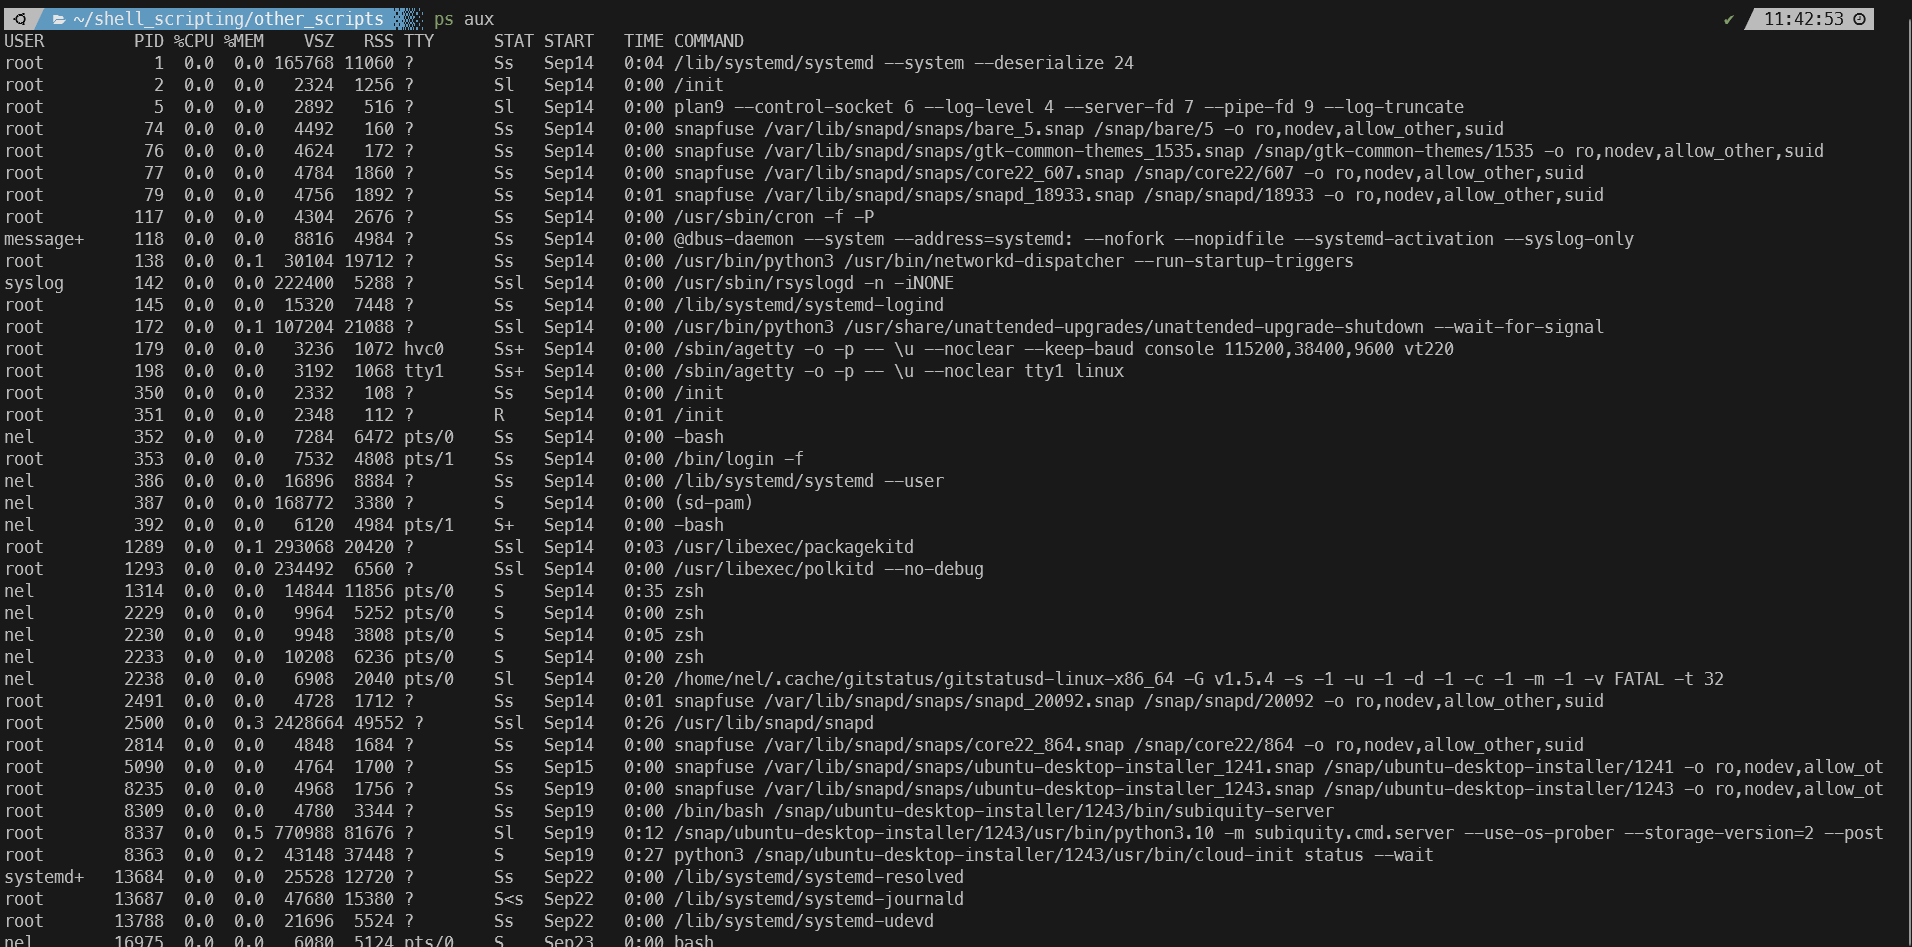 ~/shell_scripting/other_scripts ps aux ✔ 11:42:53
USER PID %CPU %MEM VSZ RSS TTY STAT START TIME COMMAND
root 1 0.0 0.0 165768 11060 ? Ss Sep14 0:04 /lib/systemd/systemd --system --deserialize 24
root 2 0.0 0.0 2324 1256 ? Sl Sep14 0:00 /init
root 5 0.0 0.0 2892 516 ? Sl Sep14 0:00 plan9 --control-socket 6 --log-level 4 --server-fd 7 --pipe-fd 9 --log-truncate
root 74 0.0 0.0 4492 160 ? Ss Sep14 0:00 snapfuse /var/lib/snapd/snaps/bare_5.snap /snap/bare/5 -o ro,nodev,allow_other,suid
root 76 0.0 0.0 4624 172 ? Ss Sep14 0:00 snapfuse /var/lib/snapd/snaps/gtk-common-themes_1535.snap /snap/gtk-common-themes/1535 -o ro,nodev,allow_other,suid
root 77 0.0 0.0 4784 1860 ? Ss Sep14 0:00 snapfuse /var/lib/snapd/snaps/core22_607.snap /snap/core22/607 -o ro,nodev,allow_other,suid
root 79 0.0 0.0 4756 1892 ? Ss Sep14 0:01 snapfuse /var/lib/snapd/snaps/snapd_18933.snap /snap/snapd/18933 -o ro,nodev,allow_other,suid
root 117 0.0 0.0 4304 2676 ? Ss Sep14 0:00 /usr/sbin/cron -f -P
message+ 118 0.0 0.0 8816 4984 ? Ss Sep14 0:00 @dbus-daemon --system --address=systemd: --nofork --nopidfile --systemd-activation --syslog-only
root 138 0.0 0.1 30104 19712 ? Ss Sep14 0:00 /usr/bin/python3 /usr/bin/networkd-dispatcher --run-startup-triggers
syslog 142 0.0 0.0 222400 5288 ? Ssl Sep14 0:00 /usr/sbin/rsyslogd -n -iNONE
root 145 0.0 0.0 15320 7448 ? Ss Sep14 0:00 /lib/systemd/systemd-logind
root 172 0.0 0.1 107204 21088 ? Ssl Sep14 0:00 /usr/bin/python3 /usr/share/unattended-upgrades/unattended-upgrade-shutdown --wait-for-signal
root 179 0.0 0.0 3236 1072 hvc0 Ss+ Sep14 0:00 /sbin/agetty -o -p -- \u --noclear --keep-baud console 115200,38400,9600 vt220
root 198 0.0 0.0 3192 1068 tty1 Ss+ Sep14 0:00 /sbin/agetty -o -p -- \u --noclear tty1 linux
root 350 0.0 0.0 2332 108 ? Ss Sep14 0:00 /init
root 351 0.0 0.0 2348 112 ? R Sep14 0:01 /init
nel 352 0.0 0.0 7284 6472 pts/0 Ss Sep14 0:00 -bash
root 353 0.0 0.0 7532 4808 pts/1 Ss Sep14 0:00 /bin/login -f
nel 386 0.0 0.0 16896 8884 ? Ss Sep14 0:00 /lib/systemd/systemd --user
nel 387 0.0 0.0 168772 3380 ? S Sep14 0:00 (sd-pam)
nel 392 0.0 0.0 6120 4984 pts/1 S+ Sep14 0:00 -bash
root 1289 0.0 0.1 293068 20420 ? Ssl Sep14 0:03 /usr/libexec/packagekitd
root 1293 0.0 0.0 234492 6560 ? Ssl Sep14 0:00 /usr/libexec/polkitd --no-debug
nel 1314 0.0 0.0 14844 11856 pts/0 S Sep14 0:35 zsh
nel 2229 0.0 0.0 9964 5252 pts/0 S Sep14 0:00 zsh
nel 2230 0.0 0.0 9948 3808 pts/0 S Sep14 0:05 zsh
nel 2233 0.0 0.0 10208 6236 pts/0 S Sep14 0:00 zsh
nel 2238 0.0 0.0 6908 2040 pts/0 Sl Sep14 0:20 /home/nel/.cache/gitstatus/gitstatusd-linux-x86_64 -G v1.5.4 -s -1 -u -1 -d -1 -c -1 -m -1 -v FATAL -t 32
root 2491 0.0 0.0 4728 1712 ? Ss Sep14 0:01 snapfuse /var/lib/snapd/snaps/snapd_20092.snap /snap/snapd/20092 -o ro,nodev,allow_other,suid
root 2500 0.0 0.3 2428664 49552 ? Ssl Sep14 0:26 /usr/lib/snapd/snapd
root 2814 0.0 0.0 4848 1684 ? Ss Sep14 0:00 snapfuse /var/lib/snapd/snaps/core22_864.snap /snap/core22/864 -o ro,nodev,allow_other,suid
root 5090 0.0 0.0 4764 1700 ? Ss Sep15 0:00 snapfuse /var/lib/snapd/snaps/ubuntu-desktop-installer_1241.snap /snap/ubuntu-desktop-installer/1241 -o ro,nodev,allow_ot
root 8235 0.0 0.0 4968 1756 ? Ss Sep19 0:00 snapfuse /var/lib/snapd/snaps/ubuntu-desktop-installer_1243.snap /snap/ubuntu-desktop-installer/1243 -o ro,nodev,allow_ot
root 8309 0.0 0.0 4780 3344 ? Ss Sep19 0:00 /bin/bash /snap/ubuntu-desktop-installer/1243/bin/subiquity-server
root 8337 0.0 0.5 770988 81676 ? Sl Sep19 0:12 /snap/ubuntu-desktop-installer/1243/usr/bin/python3.10 -m subiquity.cmd.server --use-os-prober --storage-version=2 --post
root 8363 0.0 0.2 43148 37448 ? S Sep19 0:27 python3 /snap/ubuntu-desktop-installer/1243/usr/bin/cloud-init status --wait
systemd+ 13684 0.0 0.0 25528 12720 ? Ss Sep22 0:00 /lib/systemd/systemd-resolved
root 13687 0.0 0.0 47680 15380 ? S<s Sep22 0:00 /lib/systemd/systemd-journald
root 13788 0.0 0.0 21696 5524 ? Ss Sep22 0:00 /lib/systemd/systemd-udevd
nel 16975 0.0 0.0 6080 5124 pts/0 S Sep23 0:00 bash